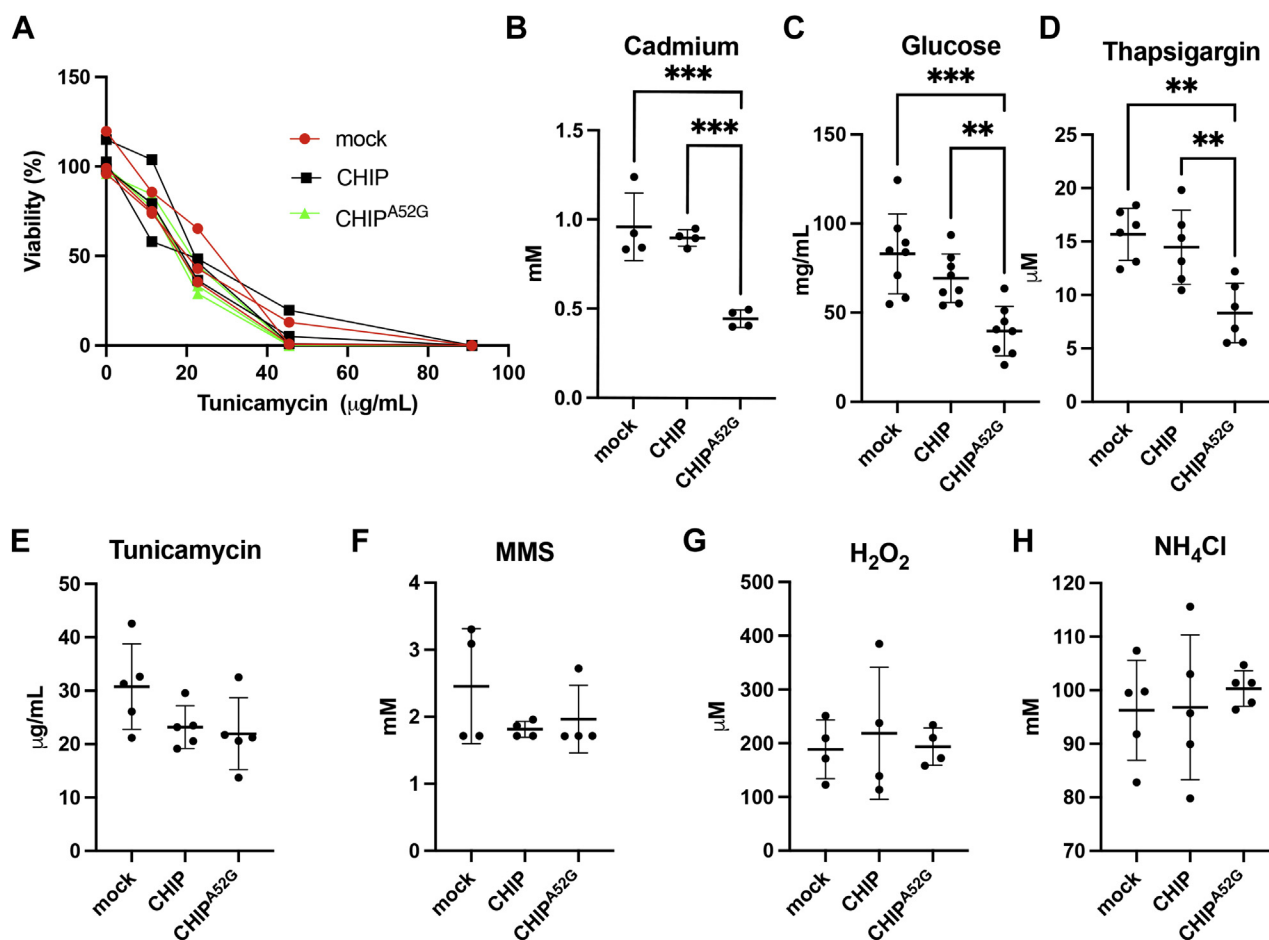 A
Viability (%)
150
100
50
0
0 20 40 60 80 100
Tunicamycin (μg/mL)
mock
CHIP
CHIPᴬ⁵²ᴳ
B
Cadmium
***
***
mM
1.5
1.0
0.5
0.0
mock
CHIP
CHIPᴬ⁵²ᴳ
C
Glucose
***
**
mg/mL
150
100
50
0
mock
CHIP
CHIPᴬ⁵²ᴳ
D
Thapsigargin
**
**
μM
25
20
15
10
5
0
mock
CHIP
CHIPᴬ⁵²ᴳ
E
Tunicamycin
μg/mL
50
40
30
20
10
0
mock
CHIP
CHIPᴬ⁵²ᴳ
F
MMS
mM
4
3
2
1
0
mock
CHIP
CHIPᴬ⁵²ᴳ
G
H₂O₂
μM
500
400
300
200
100
0
mock
CHIP
CHIPᴬ⁵²ᴳ
H
NH₄Cl
mM
120
110
100
90
80
70
mock
CHIP
CHIPᴬ⁵²ᴳ